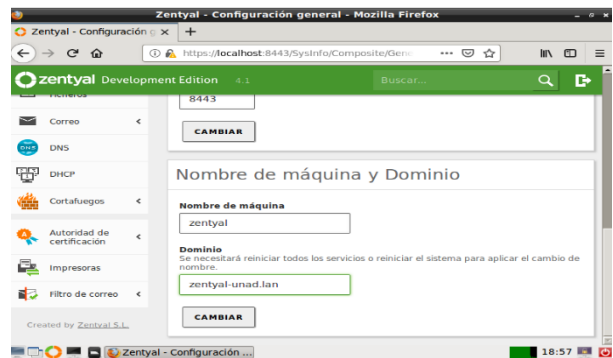 Zentyal - Configuración general - Mozilla Firefox
Zentyal - Configuración g
https://localhost:8443/SysInfo/Composite/Gene
zentyal Development Edition 4.1
Buscar...
Ficheros
8443
Correo
CAMBIAR
DNS
DNS
DHCP
Nombre de máquina y Dominio
Cortafuegos
Nombre de máquina
zentyal
Autoridad de
certificación
Dominio
Se necesitará reiniciar todos los servicios o reiniciar el sistema para aplicar el cambio de
nombre.
Impresoras
zentyal-unad.lan
Filtro de correo
CAMBIAR
Created by Zentyal S.L.
Zentyal - Configuración ...
18:57